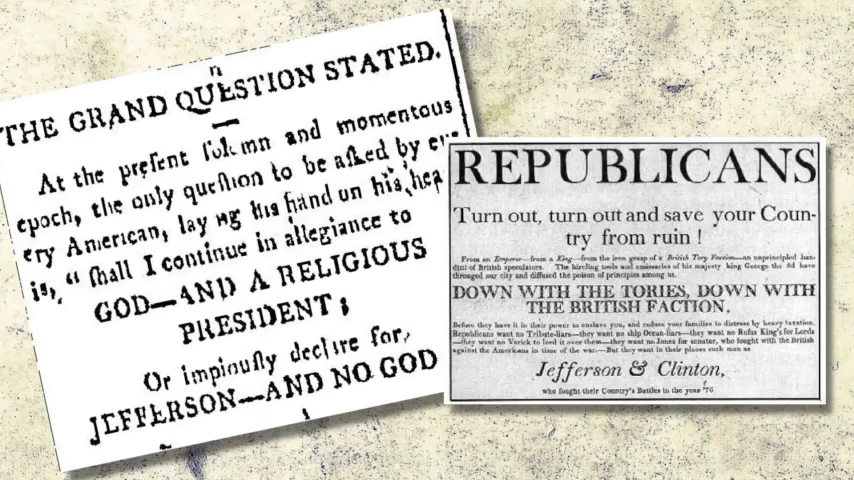 THE GRAND QUESTION STATED.
At the preſent ſolemn and momentous
epoch, the only queſtion to be aſked by ev-
ery American, laying his hand on his hea
is, “ ſhall I continue in allegiance to
GOD—AND A RELIGIOUS
PRESIDENT;
Or impiouſly declare for
JEFFERSON—AND NO GOD
REPUBLICANS
Turn out, turn out and save your Coun-
try from ruin !
From an Emperor—from a King—from the iron grasp of a British Tory Faction—an unprincipled ban-
ditti of British speculators. The hireling tools and emissaries of his majesty king George the 3d have
thronged our city and diffused the poison of principles among us.
DOWN WITH THE TORIES, DOWN WITH
THE BRITISH FACTION,
Before they have it in their power to enslave you, and reduce your families to distress by heavy taxation.
Republicans want no Tribute-liars—they want no ship Ocean-liars—they want no Rufus King's for Lords
—they want no Varick to lord it over them—they want no Jones for senator, who fought with the British
against the Americans in time of the war.—But they want in their places such men as
Jefferson & Clinton,
who fought their Country's Battles in the year '76